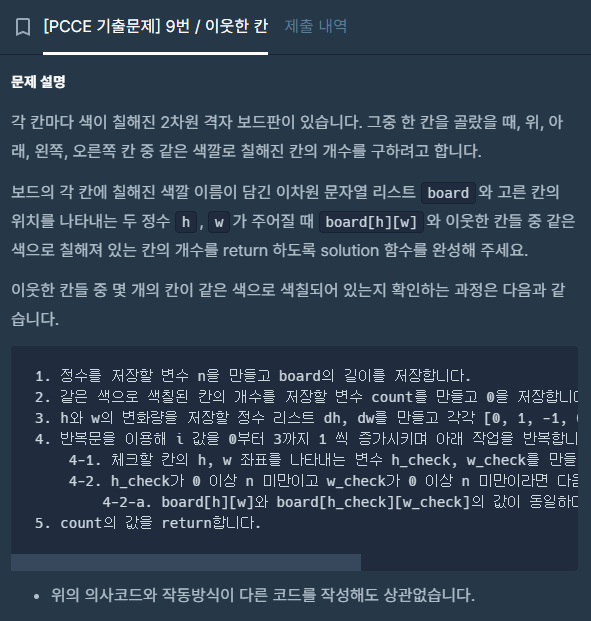 [PCCE 기출문제] 9번 / 이웃한 칸 제출 내역
문제 설명
각 칸마다 색이 칠해진 2차원 격자 보드판이 있습니다. 그중 한 칸을 골랐을 때, 위, 아
래, 왼쪽, 오른쪽 칸 중 같은 색깔로 칠해진 칸의 개수를 구하려고 합니다.
보드의 각 칸에 칠해진 색깔 이름이 담긴 이차원 문자열 리스트 board 와 고른 칸의
위치를 나타내는 두 정수 h , w 가 주어질 때 board[h][w] 와 이웃한 칸들 중 같은
색으로 칠해져 있는 칸의 개수를 return 하도록 solution 함수를 완성해 주세요.
이웃한 칸들 중 몇 개의 칸이 같은 색으로 색칠되어 있는지 확인하는 과정은 다음과 같
습니다.
1. 정수를 저장할 변수 n을 만들고 board의 길이를 저장합니다.
2. 같은 색으로 색칠된 칸의 개수를 저장할 변수 count를 만들고 0을 저장합니
3. h와 w의 변화량을 저장할 정수 리스트 dh, dw를 만들고 각각 [0, 1, -1,
4. 반복문을 이용해 i 값을 0부터 3까지 1 씩 증가시키며 아래 작업을 반복합니
4-1. 체크할 칸의 h, w 좌표를 나타내는 변수 h_check, w_check를 만들
4-2. h_check가 0 이상 n 미만이고 w_check가 0 이상 n 미만이라면 다음
4-2-a. board[h][w]와 board[h_check][w_check]의 값이 동일하다
5. count의 값을 return합니다.
• 위의 의사코드와 작동방식이 다른 코드를 작성해도 상관없습니다.